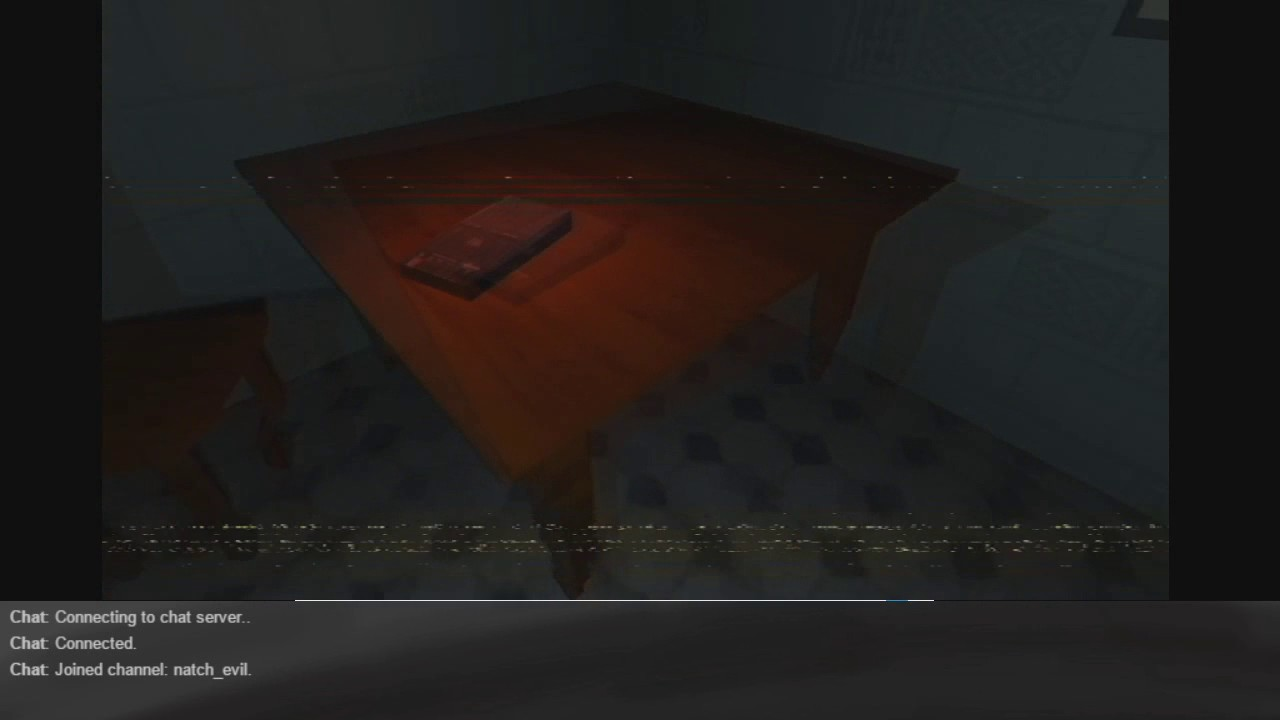 Chat: Connecting to chat server..
Chat: Connected.
Chat: Joined channel: natch_evil.